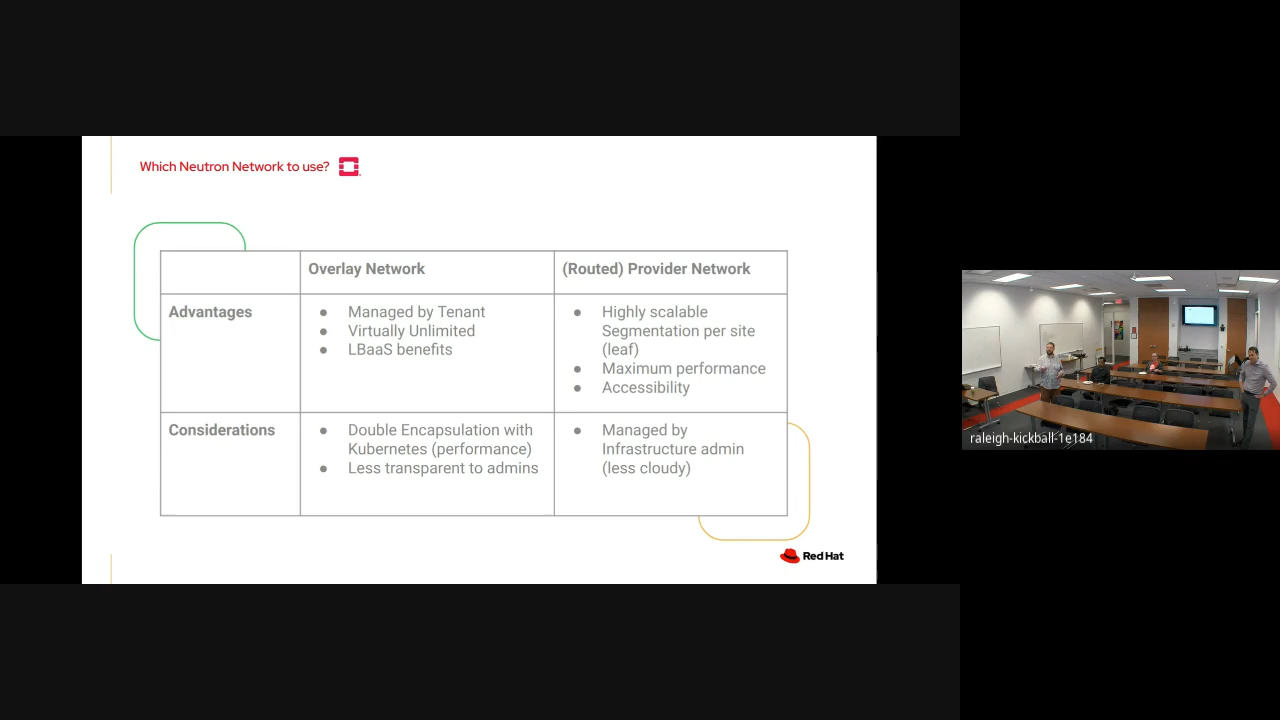 Which Neutron Network to use?
Overlay Network
(Routed) Provider Network
Advantages
● Managed by Tenant
● Virtually Unlimited
● LBaaS benefits
● Highly scalable
Segmentation per site
(leaf)
● Maximum performance
● Accessibility
Considerations
● Double Encapsulation with
Kubernetes (performance)
● Less transparent to admins
● Managed by
Infrastructure admin
(less cloudy)
Red Hat
raleigh-kickball-1e184